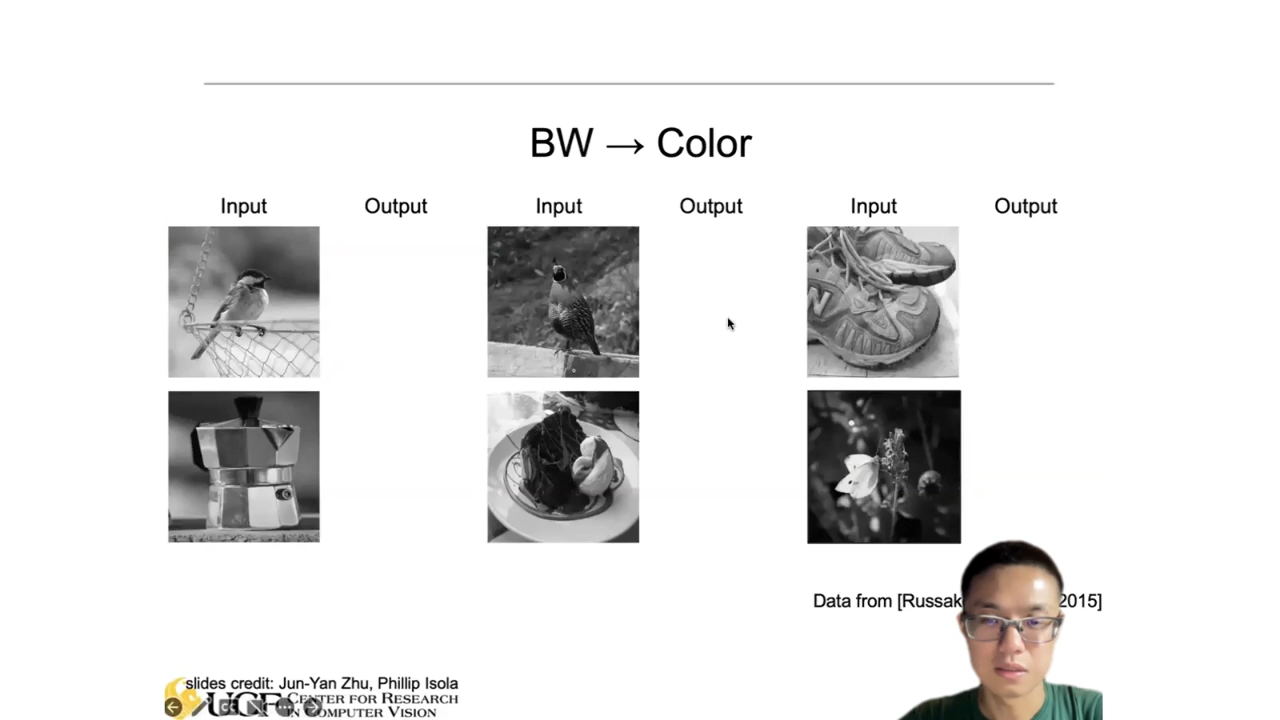 BW → Color
Input Output Input Output Input Output
N
Data from [Russak 2015]
slides credit: Jun-Yan Zhu, Phillip Isola
UCF CENTER FOR RESEARCH
IN COMPUTER VISION